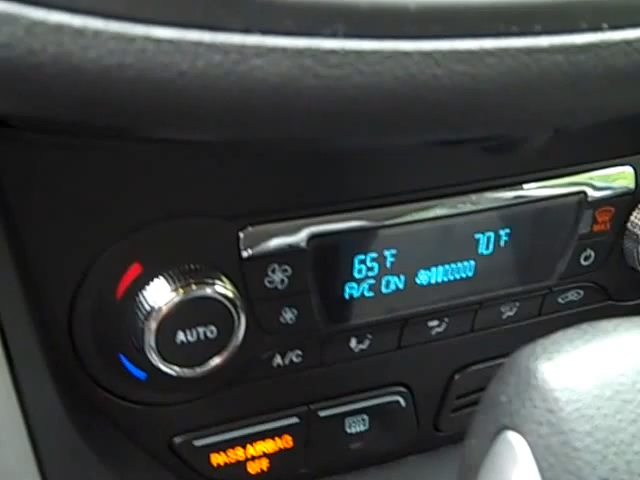 65°F 70°F
A/C ON
MAX
AUTO
A/C
PASS AIRBAG
OFF